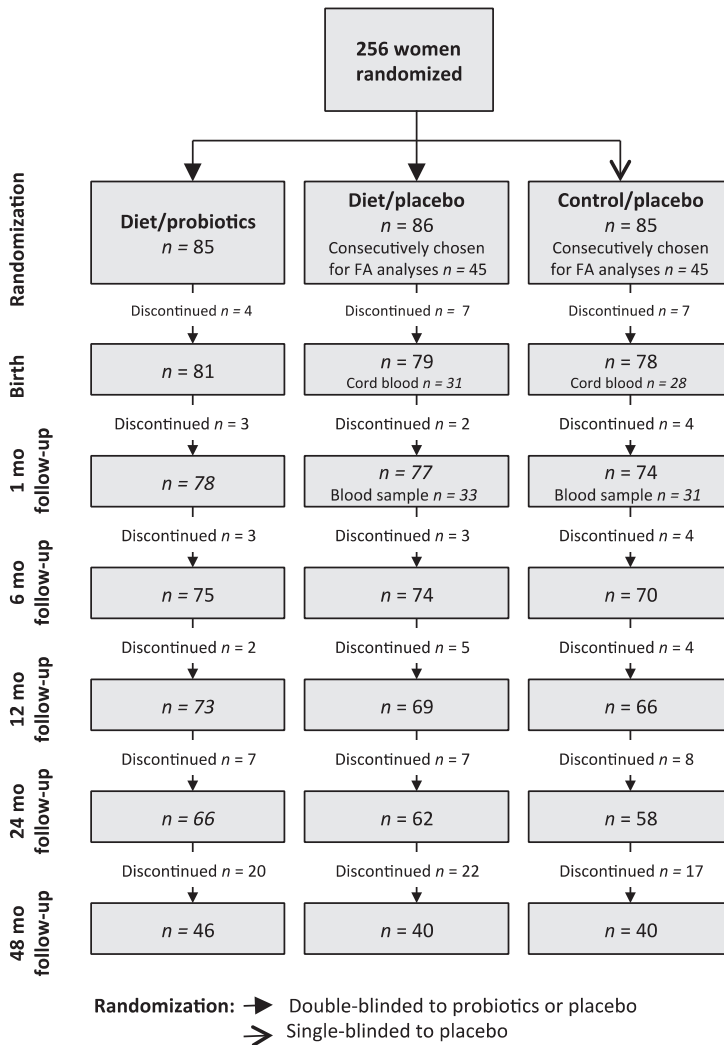 256 women
randomized
Randomization
Diet/probiotics
n = 85
Diet/placebo
n = 86
Consecutively chosen
for FA analyses n = 45
Control/placebo
n = 85
Consecutively chosen
for FA analyses n = 45
Discontinued n = 4
Discontinued n = 7
Discontinued n = 7
Birth
n = 81
n = 79
Cord blood n = 31
n = 78
Cord blood n = 28
Discontinued n = 3
Discontinued n = 2
Discontinued n = 4
1 mo
follow-up
n = 78
n = 77
Blood sample n = 33
n = 74
Blood sample n = 31
Discontinued n = 3
Discontinued n = 3
Discontinued n = 4
6 mo
follow-up
n = 75
n = 74
n = 70
Discontinued n = 2
Discontinued n = 5
Discontinued n = 4
12 mo
follow-up
n = 73
n = 69
n = 66
Discontinued n = 7
Discontinued n = 7
Discontinued n = 8
24 mo
follow-up
n = 66
n = 62
n = 58
Discontinued n = 20
Discontinued n = 22
Discontinued n = 17
48 mo
follow-up
n = 46
n = 40
n = 40
Randomization: Double-blinded to probiotics or placebo
Single-blinded to placebo